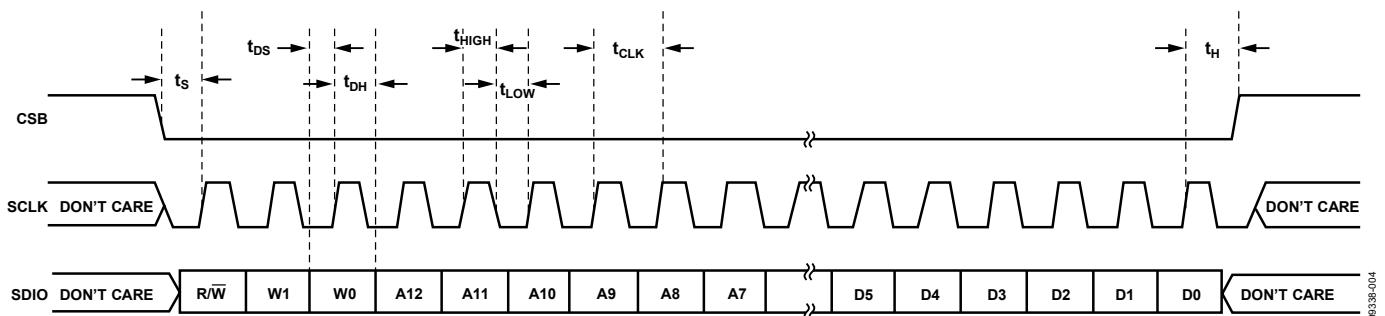 tDS
tHIGH
tCLK
tH
tS
tDH
tLOW
CSB
SCLK DON'T CARE
DON'T CARE
SDIO DON'T CARE R/W̅ W1 W0 A12 A11 A10 A9 A8 A7 D5 D4 D3 D2 D1 D0 DON'T CARE
09338-004